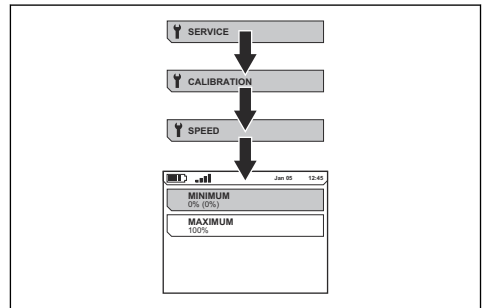 SERVICE
CALIBRATION
SPEED
Jan 05 12:45
MINIMUM
0% (0%)
MAXIMUM
100%